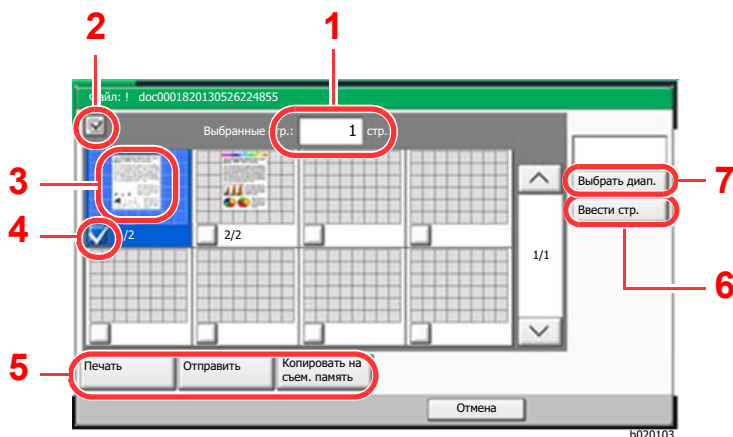 2
1
Файл: ! doc0001820130526224855
Выбранные стр.: 1 стр.
3
Выбрать диап.
7
4
/2
2/2
Ввести стр.
1/1
6
5
Печать
Отправить
Копировать на
съем. память
Отмена
b020103